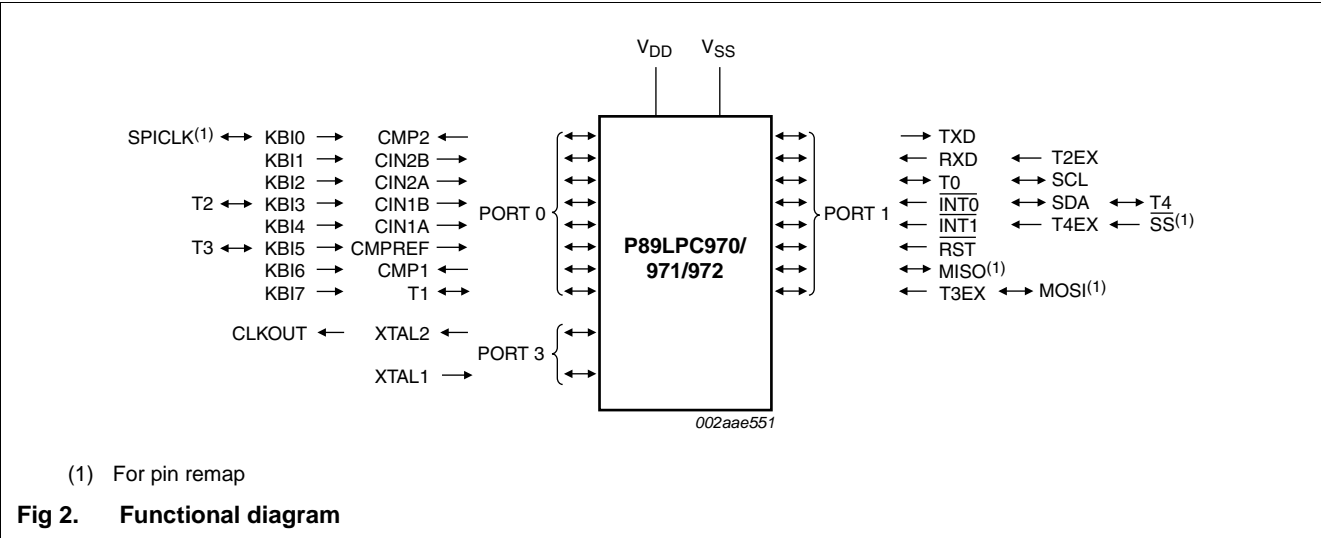 VDD VSS
SPICLK(1) KBI0 CMP2 TXD
KBI1 CIN2B RXD T2EX
KBI2 CIN2A T0 SCL
T2 KBI3 CIN1B INT0 SDA T4
PORT 0 PORT 1
KBI4 CIN1A INT1 T4EX SS(1)
T3 KBI5 CMPREF P89LPC970/ RST
KBI6 CMP1 971/972 MISO(1)
KBI7 T1 T3EX MOSI(1)
CLKOUT XTAL2
PORT 3
XTAL1
002aae551
(1) For pin remap
Fig 2. Functional diagram